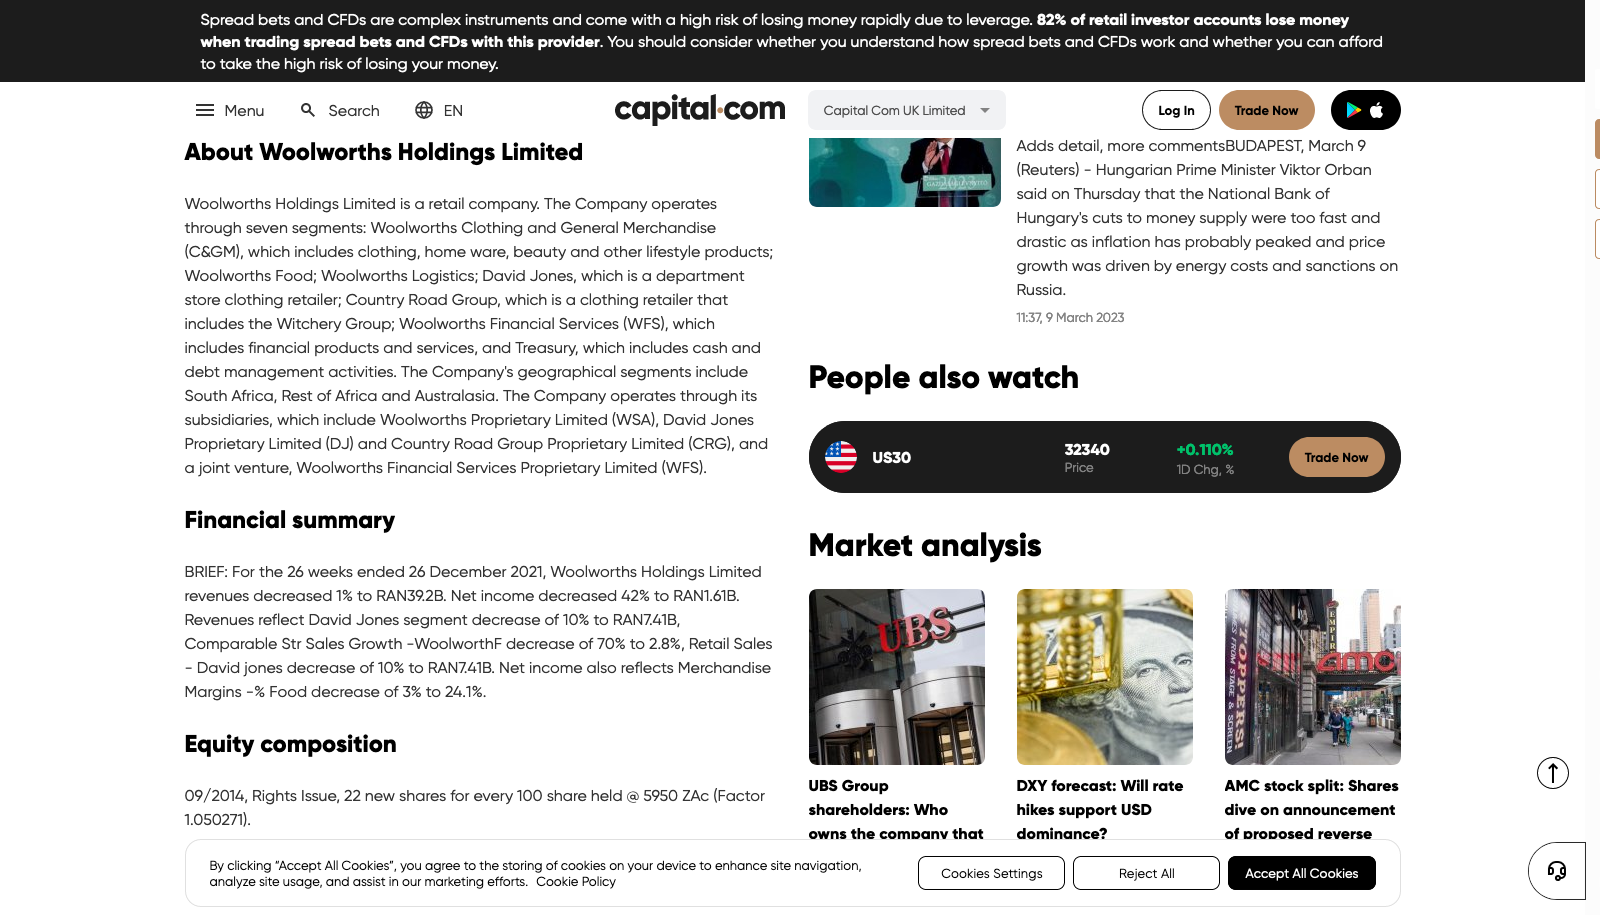 Spread bets and CFDs are complex instruments and come with a high risk of losing money rapidly due to leverage. 82% of retail investor accounts lose money
when trading spread bets and CFDs with this provider. You should consider whether you understand how spread bets and CFDs work and whether you can afford
to take the high risk of losing your money.
Menu
Search
EN
capital.com
Capital Com UK Limited
Log In
Trade Now
About Woolworths Holdings Limited
Woolworths Holdings Limited is a retail company. The Company operates
through seven segments: Woolworths Clothing and General Merchandise
(C&GM), which includes clothing, home ware, beauty and other lifestyle products;
Woolworths Food; Woolworths Logistics; David Jones, which is a department
store clothing retailer; Country Road Group, which is a clothing retailer that
includes the Witchery Group; Woolworths Financial Services (WFS), which
includes financial products and services, and Treasury, which includes cash and
debt management activities. The Company's geographical segments include
South Africa, Rest of Africa and Australasia. The Company operates through its
subsidiaries, which include Woolworths Proprietary Limited (WSA), David Jones
Proprietary Limited (DJ) and Country Road Group Proprietary Limited (CRG), and
a joint venture, Woolworths Financial Services Proprietary Limited (WFS).
Financial summary
BRIEF: For the 26 weeks ended 26 December 2021, Woolworths Holdings Limited
revenues decreased 1% to RAN39.2B. Net income decreased 42% to RAN1.61B.
Revenues reflect David Jones segment decrease of 10% to RAN7.41B,
Comparable Str Sales Growth -WoolworthF decrease of 70% to 2.8%, Retail Sales
- David jones decrease of 10% to RAN7.41B. Net income also reflects Merchandise
Margins -% Food decrease of 3% to 24.1%.
Equity composition
09/2014, Rights Issue, 22 new shares for every 100 share held @ 5950 ZAc (Factor
1.050271).
Adds detail, more commentsBUDAPEST, March 9
(Reuters) - Hungarian Prime Minister Viktor Orban
said on Thursday that the National Bank of
Hungary's cuts to money supply were too fast and
drastic as inflation has probably peaked and price
growth was driven by energy costs and sanctions on
Russia.
11:37, 9 March 2023
People also watch
US30
32340
Price
+0.110%
1D Chg, %
Trade Now
Market analysis
UBS
EMPIRE
amc
TOPPERS!
FROM STAGE & SCREEN
UBS Group
shareholders: Who
owns the company that
DXY forecast: Will rate
hikes support USD
dominance?
AMC stock split: Shares
dive on announcement
of proposed reverse
By clicking “Accept All Cookies”, you agree to the storing of cookies on your device to enhance site navigation,
analyze site usage, and assist in our marketing efforts. Cookie Policy
Cookies Settings
Reject All
Accept All Cookies